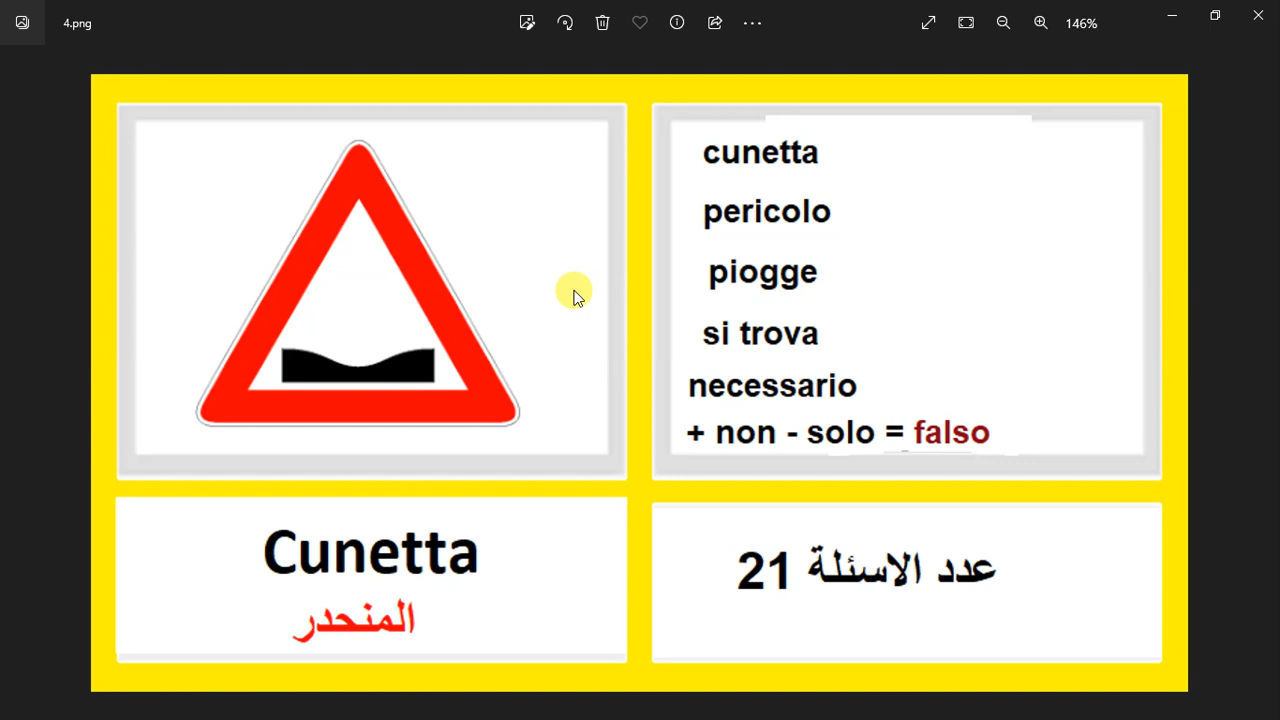 4.png
146%
cunetta
pericolo
piogge
si trova
necessario
+ non - solo = falso
Cunetta
المنحدر
عدد الاسئلة 21